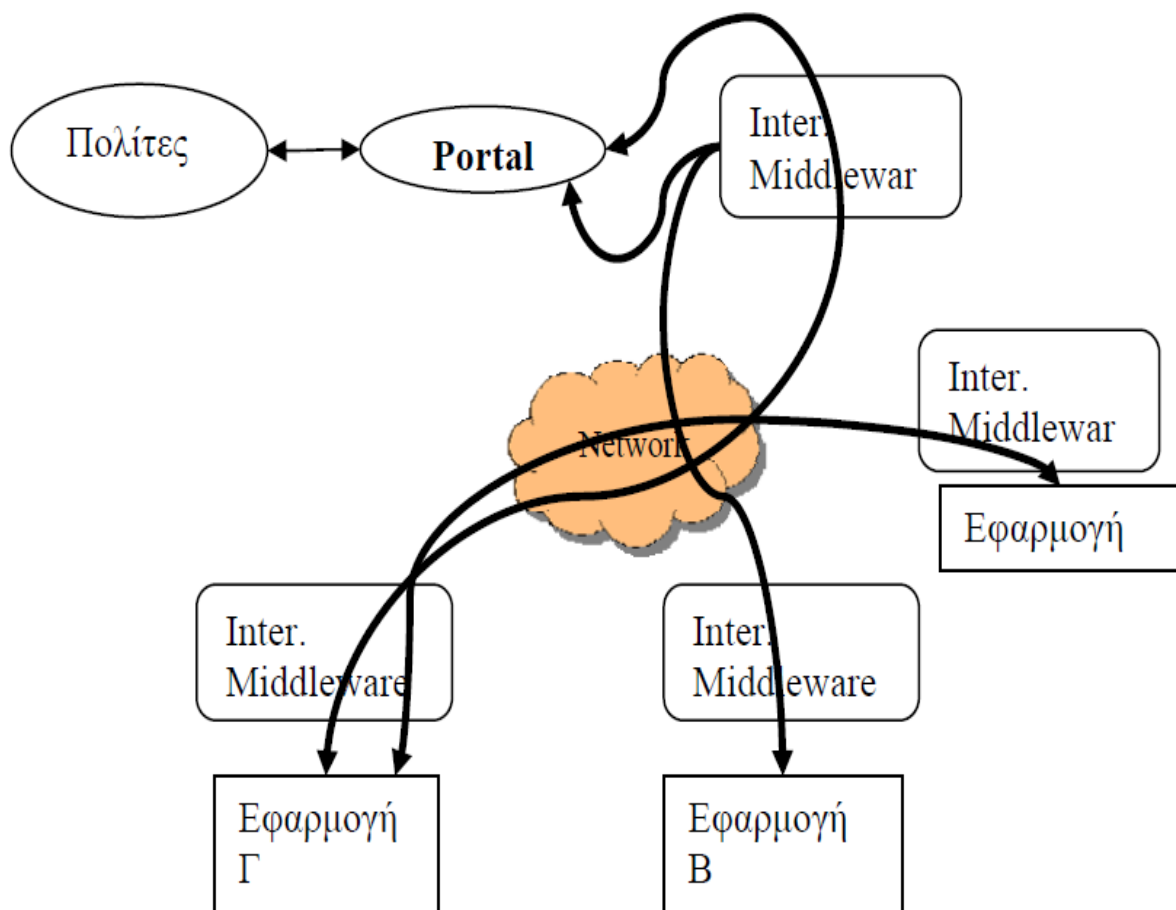 Πολίτες
Portal
Inter.
Middlewar
Inter.
Middlewar
Network
Εφαρμογή
Inter.
Middleware
Inter.
Middleware
Εφαρμογή
Γ
Εφαρμογή
Β